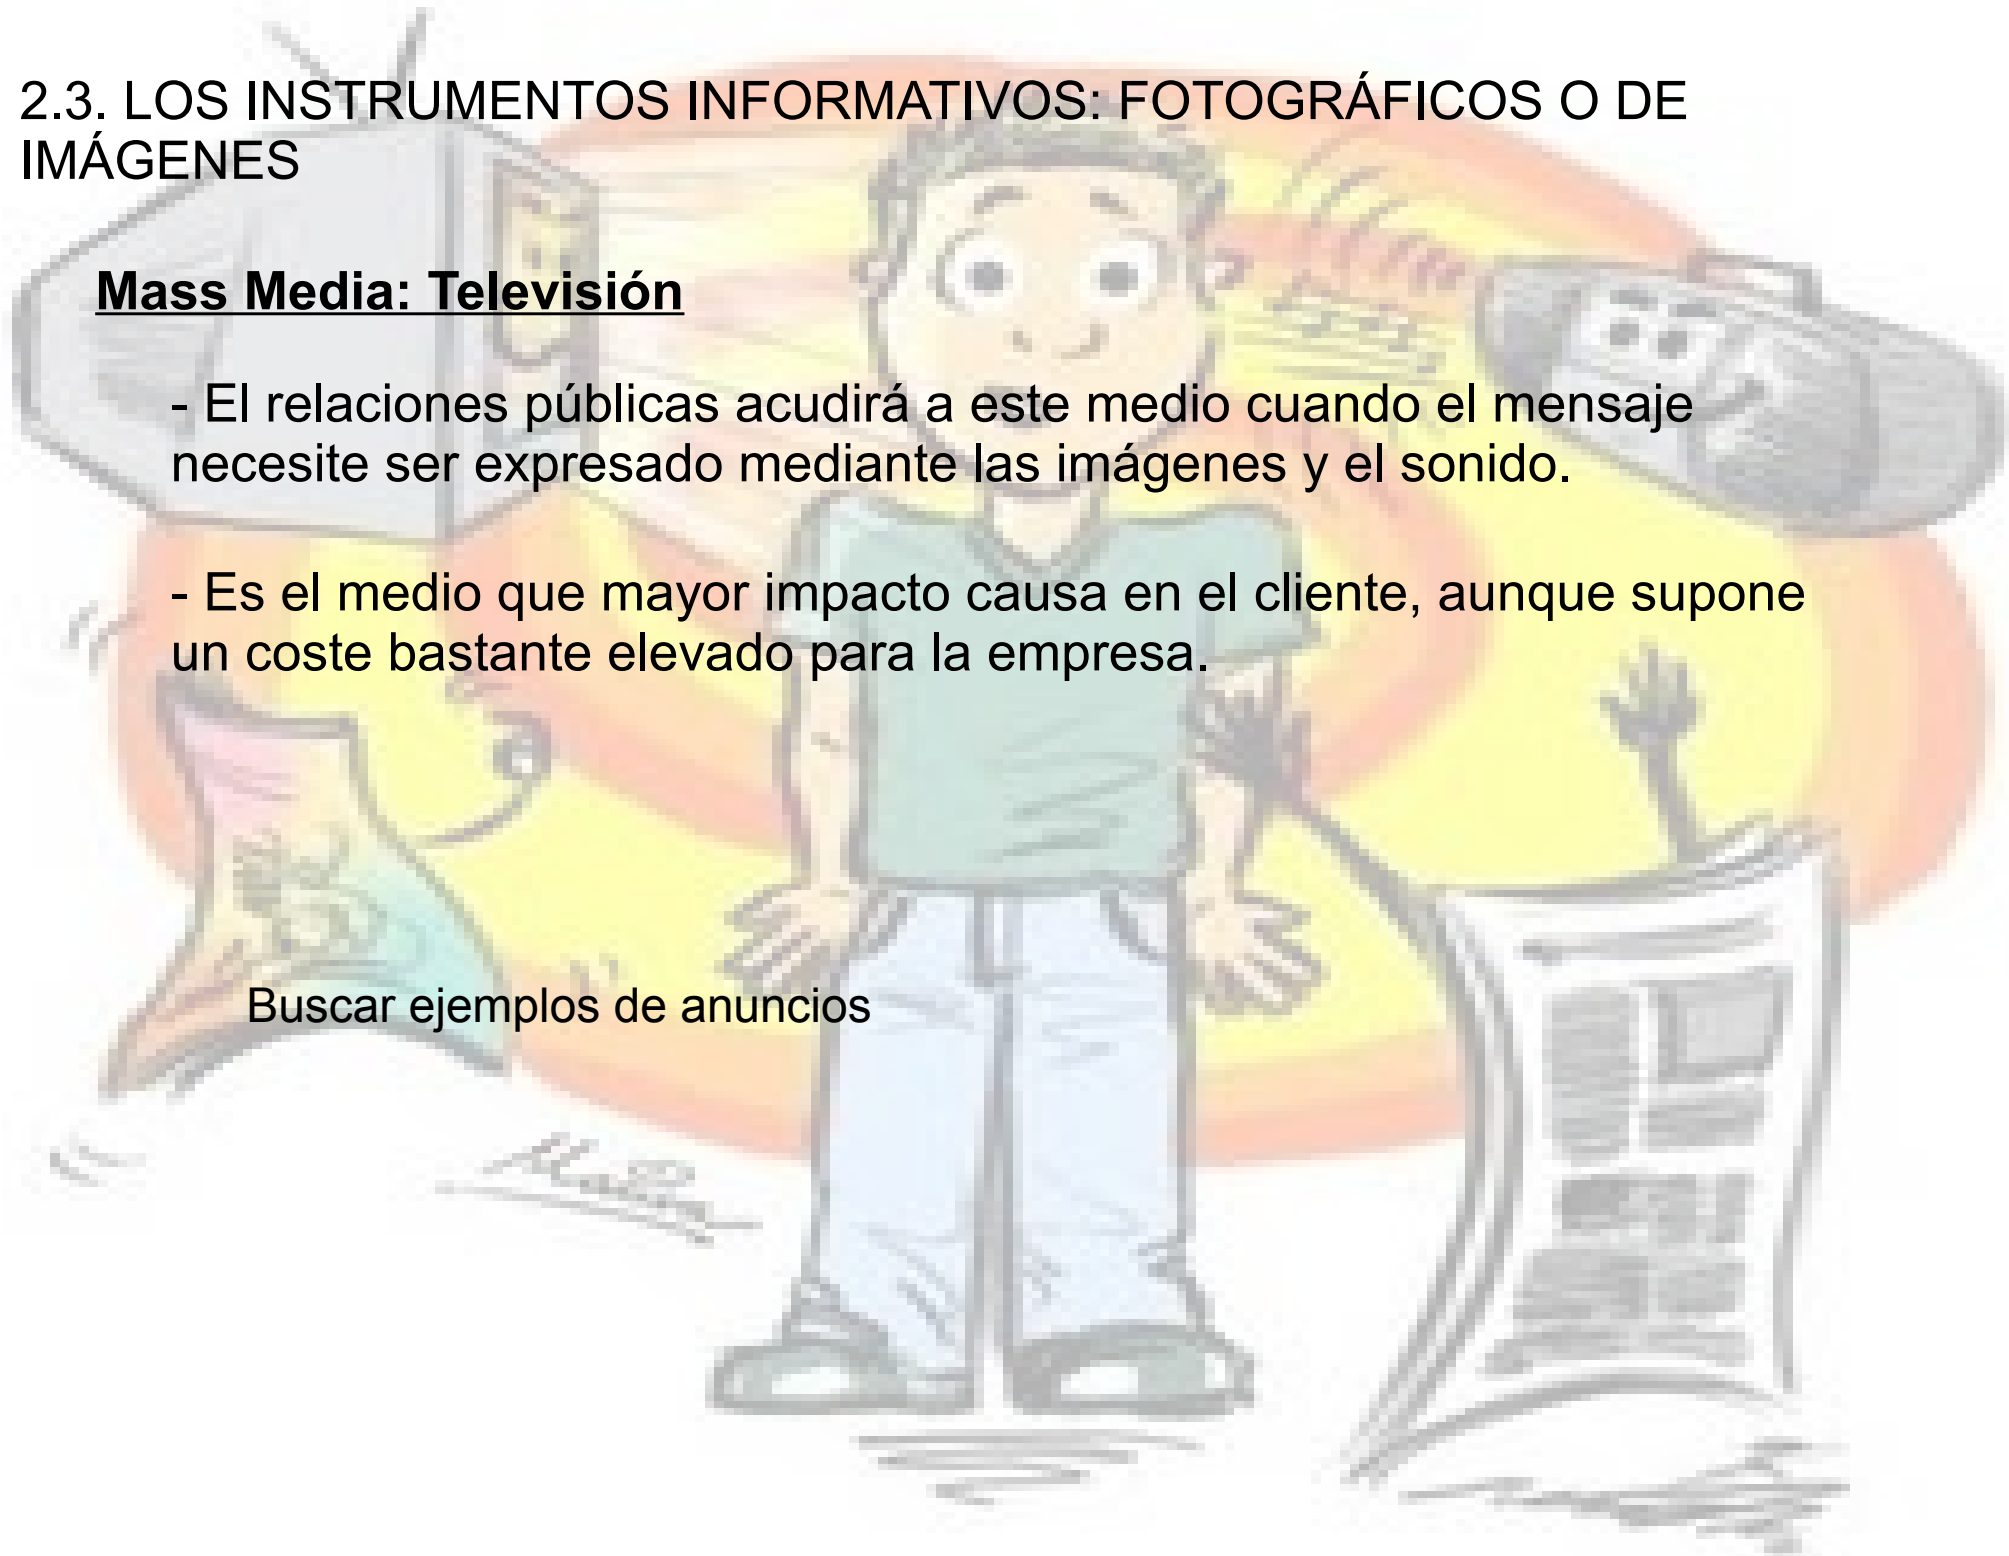 2.3. LOS INSTRUMENTOS INFORMATIVOS: FOTOGRÁFICOS O DE
IMÁGENES
Mass Media: Televisión
- El relaciones públicas acudirá a este medio cuando el mensaje
necesite ser expresado mediante las imágenes y el sonido.
- Es el medio que mayor impacto causa en el cliente, aunque supone
un coste bastante elevado para la empresa.
Buscar ejemplos de anuncios